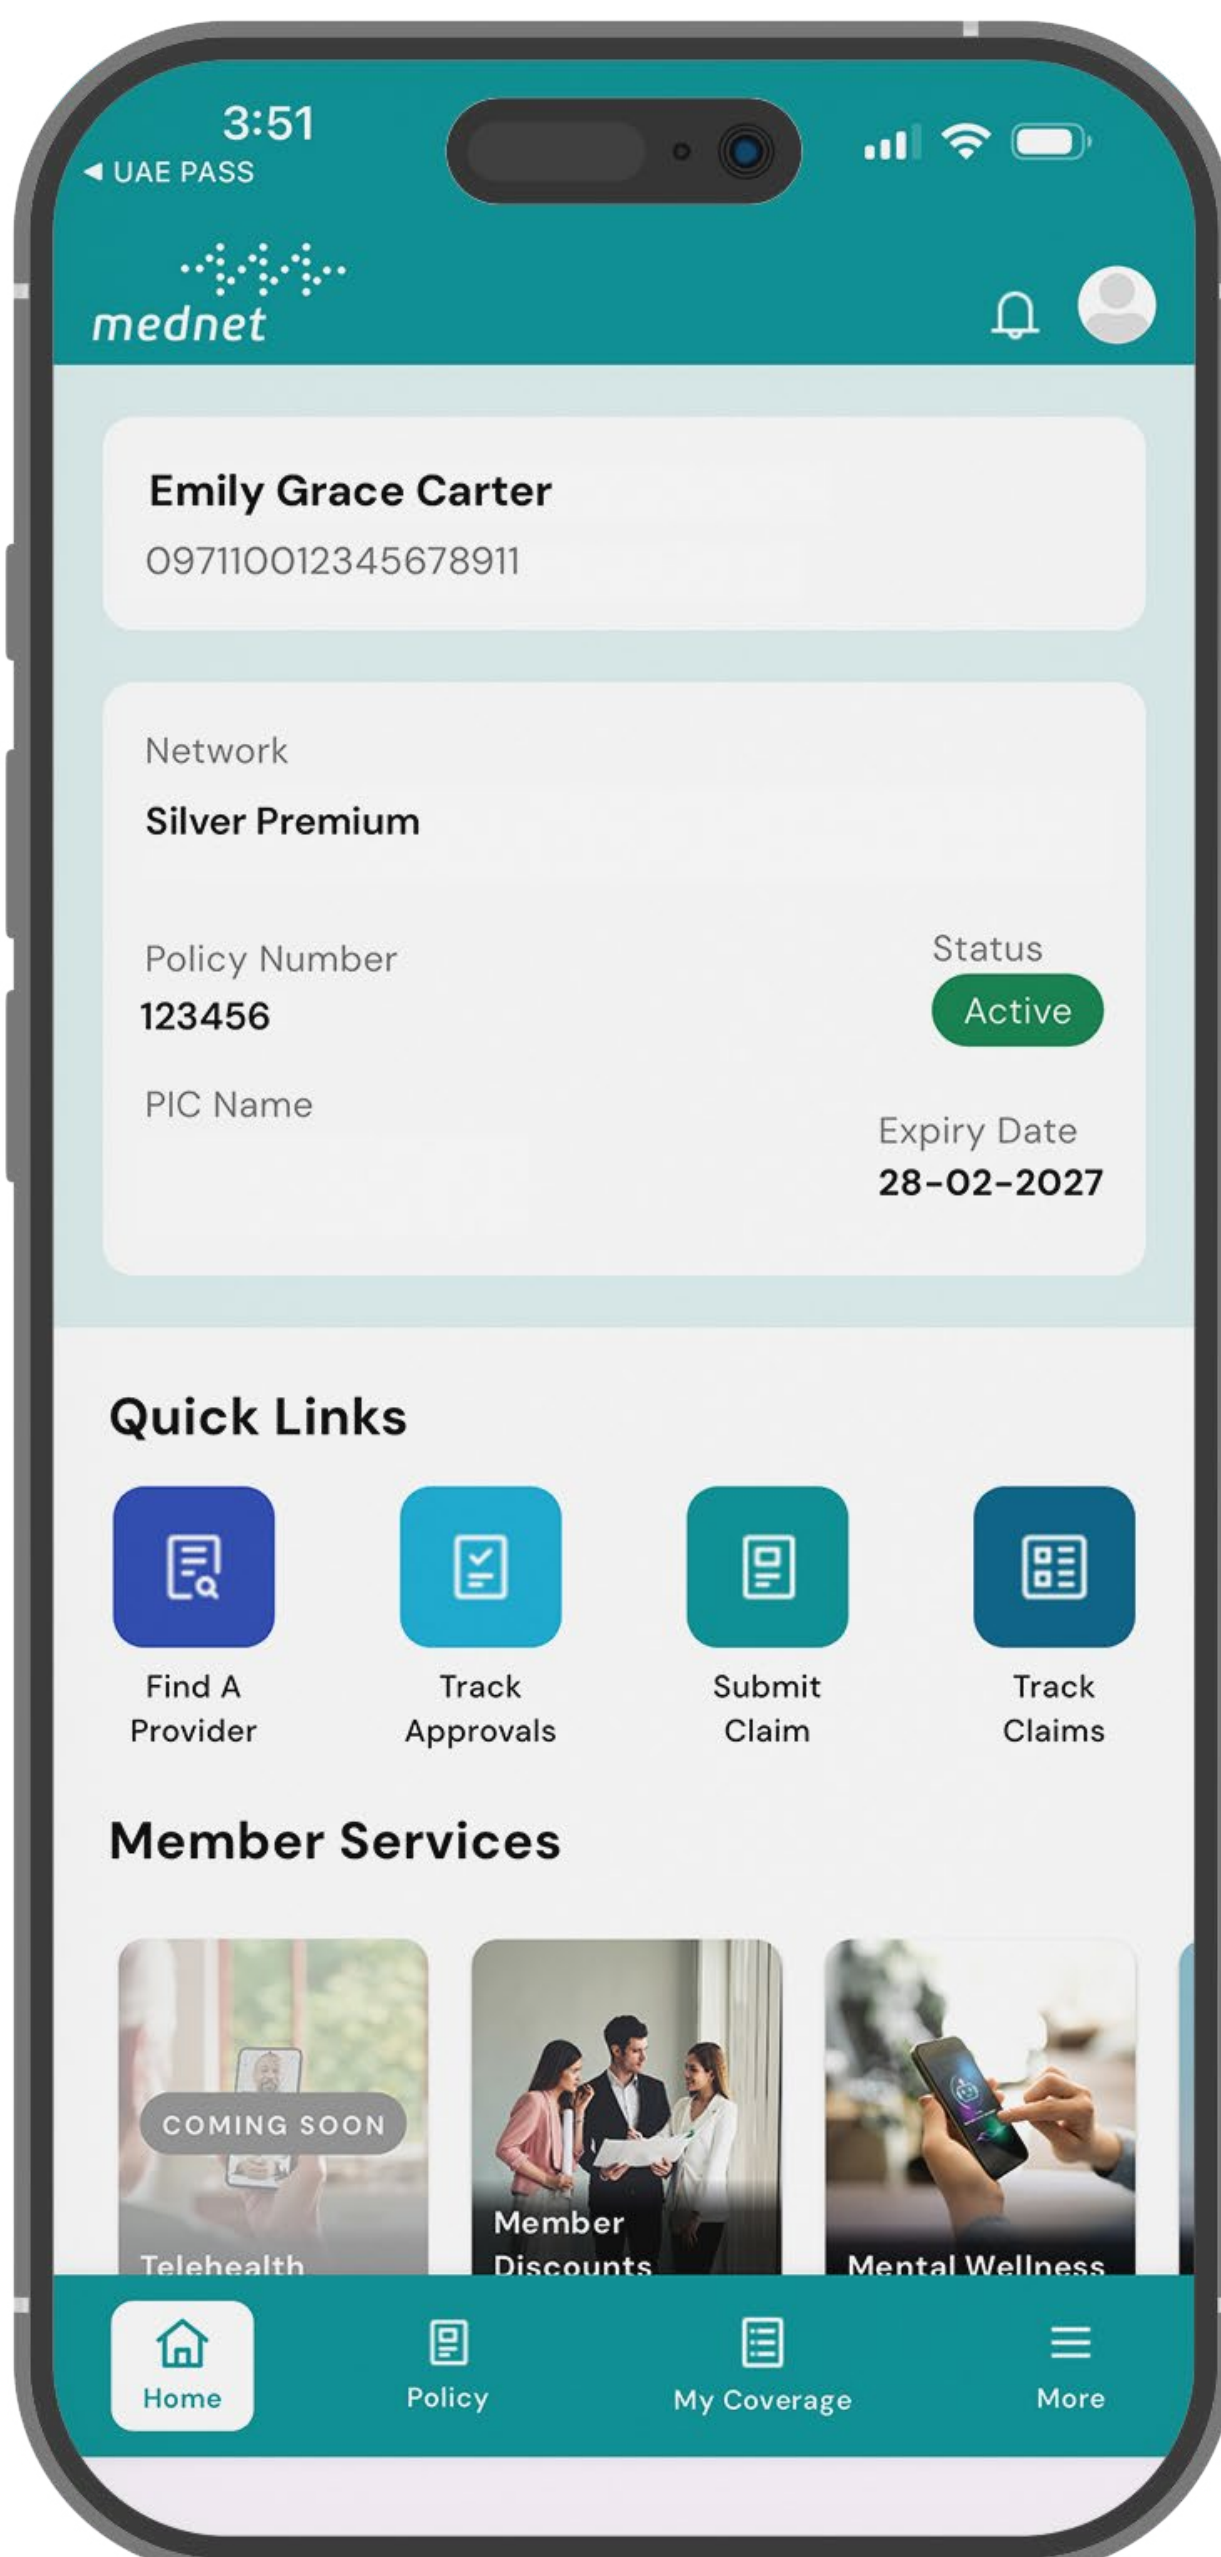 3:51
◀ UAE PASS
mednet
Emily Grace Carter
097110012345678911
Network
Silver Premium
Policy Number
123456
Status
Active
PIC Name
Expiry Date
28-02-2027
Quick Links
Find A
Provider
Track
Approvals
Submit
Claim
Track
Claims
Member Services
COMING SOON
Telehealth
Member
Discounts
Mental Wellness
Home
Policy
My Coverage
More